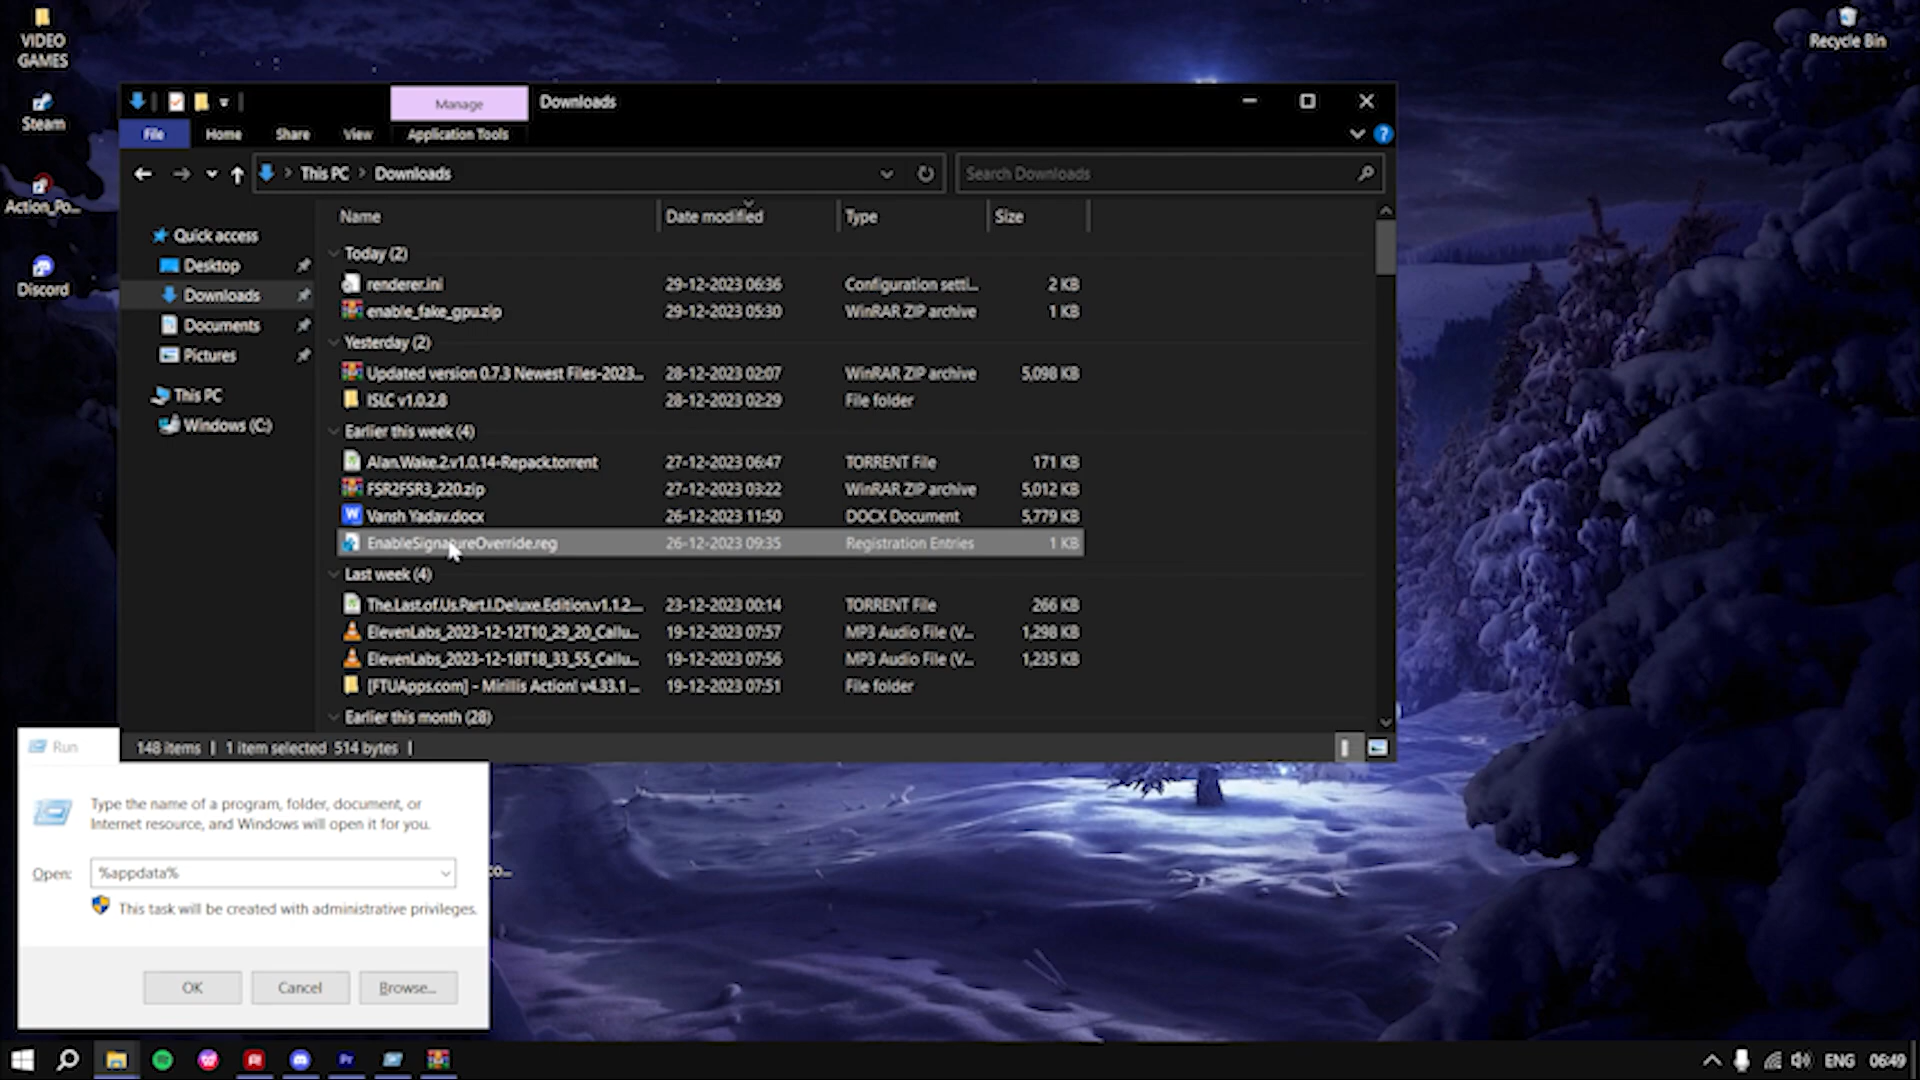 VIDEO
GAMES
Steam
Action_Po...
Discord
Recycle Bin
Manage
Downloads
File
Home
Share
View
Application Tools
This PC
Downloads
Search Downloads
Name
Date modified
Type
Size
Quick access
Desktop
Downloads
Documents
Pictures
This PC
Windows (C:)
Today (2)
renderer.ini 29-12-2023 06:36 Configuration setti... 2 KB
enable_fake_gpu.zip 29-12-2023 05:30 WinRAR ZIP archive 1 KB
Yesterday (2)
Updated version 0.7.3 Newest Files-2023... 28-12-2023 02:07 WinRAR ZIP archive 5,098 KB
ISLC v1.0.2.8 28-12-2023 02:29 File folder
Earlier this week (4)
Alan.Wake.2.v1.0.14-Repack.torrent 27-12-2023 06:47 TORRENT File 171 KB
FSR2FSR3_220.zip 27-12-2023 03:22 WinRAR ZIP archive 5,012 KB
Vansh Yadav.docx 26-12-2023 11:50 DOCX Document 5,779 KB
EnableSignatureOverride.reg 26-12-2023 09:35 Registration Entries 1 KB
Last week (4)
The.Last.of.Us.Part.I.Deluxe.Edition.v1.1.2.... 23-12-2023 00:14 TORRENT File 266 KB
ElevenLabs_2023-12-12T10_29_20_Callu... 19-12-2023 07:57 MP3 Audio File (V... 1,298 KB
ElevenLabs_2023-12-18T18_33_55_Callu... 19-12-2023 07:56 MP3 Audio File (V... 1,235 KB
[FTUApps.com] - Mirillis Action! v4.33.1 ... 19-12-2023 07:51 File folder
Earlier this month (28)
148 items
1 item selected 514 bytes
Run
Type the name of a program, folder, document, or
Internet resource, and Windows will open it for you.
Open: %appdata%
This task will be created with administrative privileges.
OK
Cancel
Browse...
co...
Pr
ENG
06:49